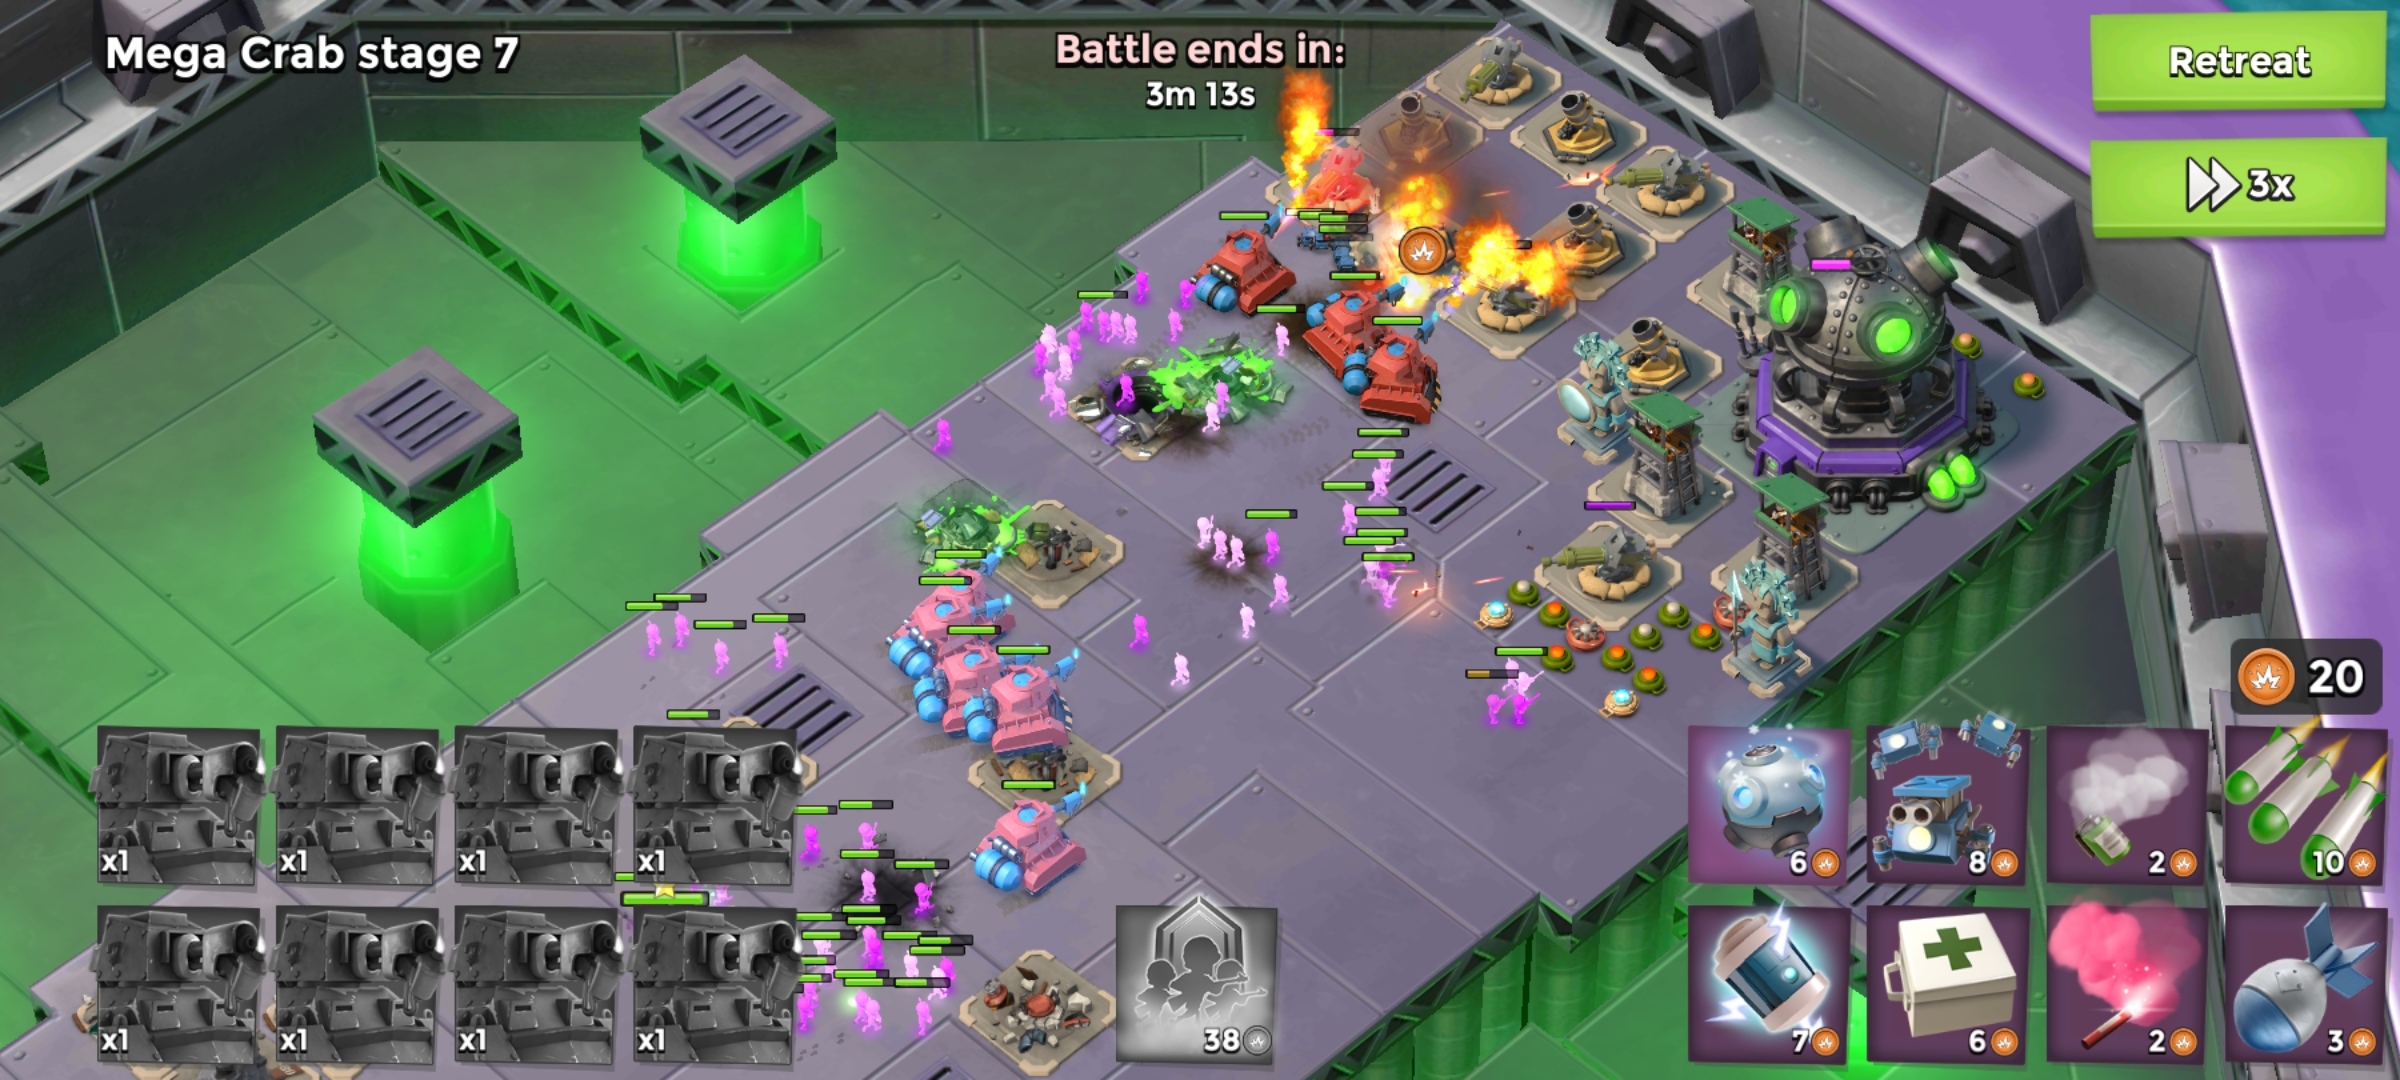 Mega Crab stage 7
Battle ends in:
3m 13s
Retreat
3x
20
x1
x1
x1
x1
6
8
2
10
x1
x1
x1
x1
38
7
6
2
3